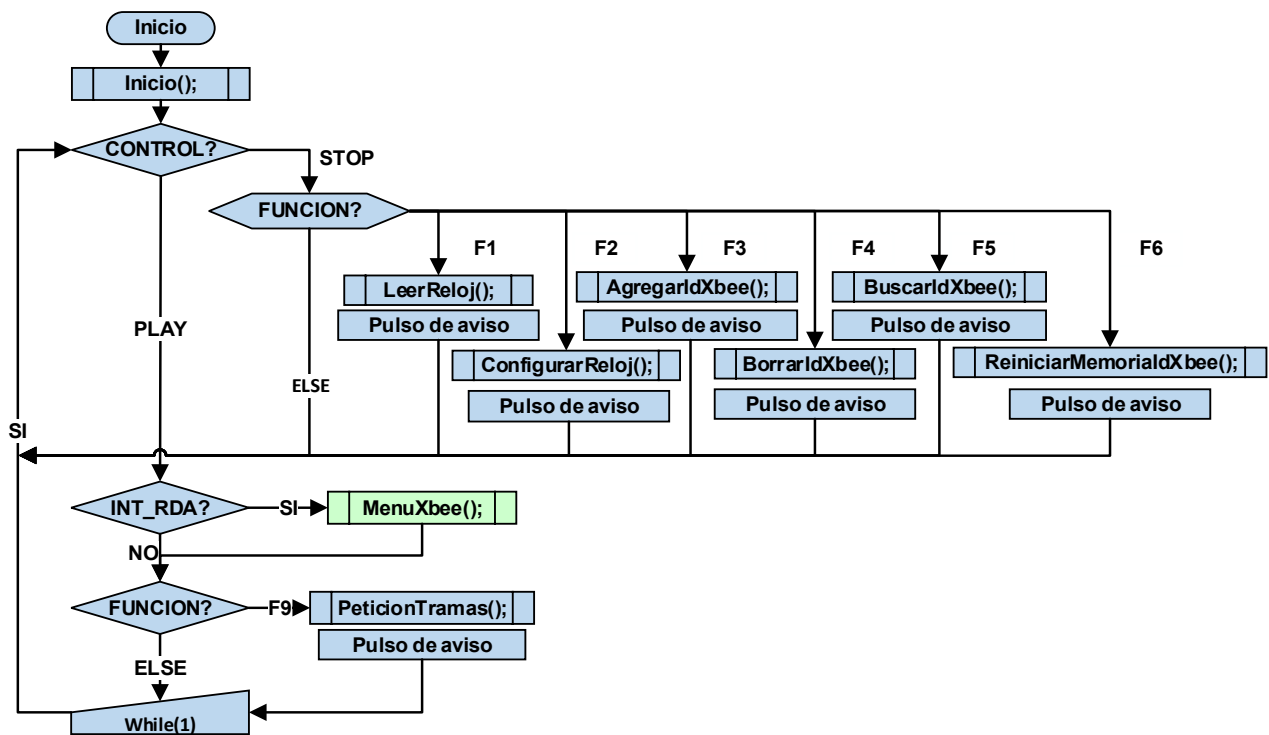 Inicio
Inicio();
CONTROL?
STOP
FUNCION?
F1
F2
F3
F4
F5
F6
LeerReloj();
AgregarIdXbee();
BuscarIdXbee();
Pulso de aviso
Pulso de aviso
Pulso de aviso
PLAY
ConfigurarReloj();
BorrarIdXbee();
ReiniciarMemoriaIdXbee();
ELSE
Pulso de aviso
Pulso de aviso
Pulso de aviso
SI
INT_RDA?
SI
MenuXbee();
NO
FUNCION?
F9
PeticionTramas();
Pulso de aviso
ELSE
While(1)